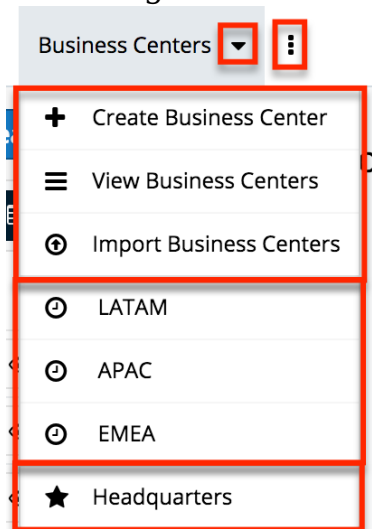 Business Centers
Create Business Center
View Business Centers
Import Business Centers
LATAM
APAC
EMEA
Headquarters